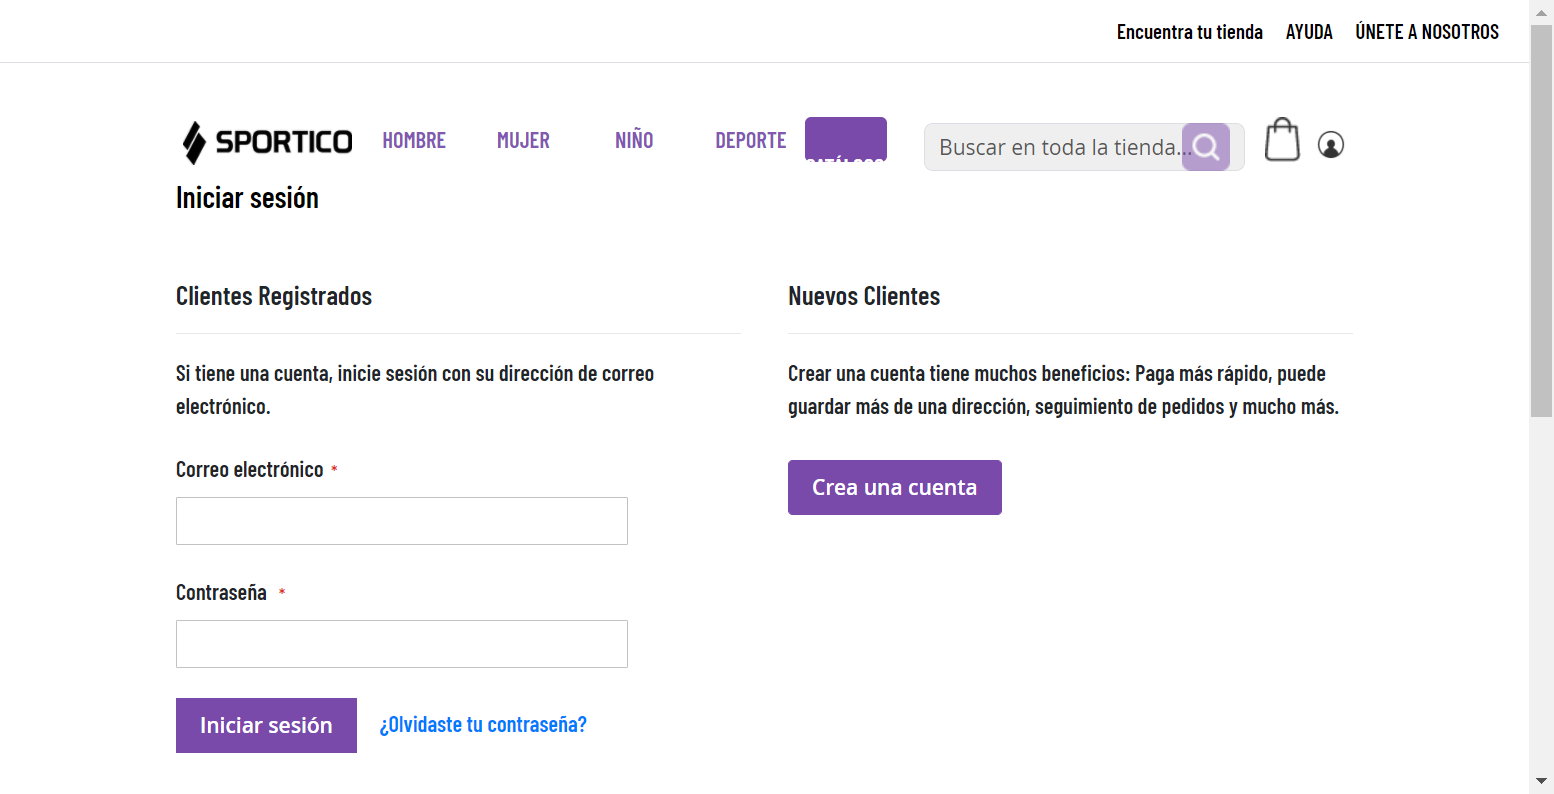 Encuentra tu tienda AYUDA ÚNETE A NOSOTROS
SPORTICO HOMBRE MUJER NIÑO DEPORTE Buscar en toda la tienda...
Iniciar sesión
Clientes Registrados
Si tiene una cuenta, inicie sesión con su dirección de correo
electrónico.
Correo electrónico *
Contraseña *
Iniciar sesión ¿Olvidaste tu contraseña?
Nuevos Clientes
Crear una cuenta tiene muchos beneficios: Paga más rápido, puede
guardar más de una dirección, seguimiento de pedidos y mucho más.
Crea una cuenta